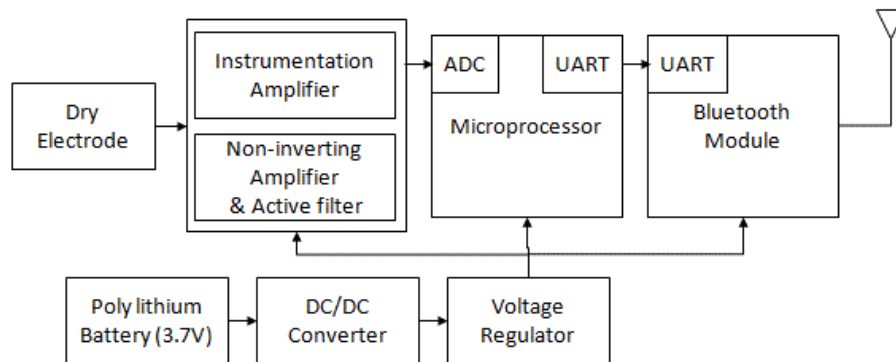 Instrumentation
Amplifier
ADC
UART
UART
Dry
Electrode
Microprocessor
Bluetooth
Module
Non-inverting
Amplifier
& Active filter
Poly lithium
Battery (3.7V)
DC/DC
Converter
Voltage
Regulator